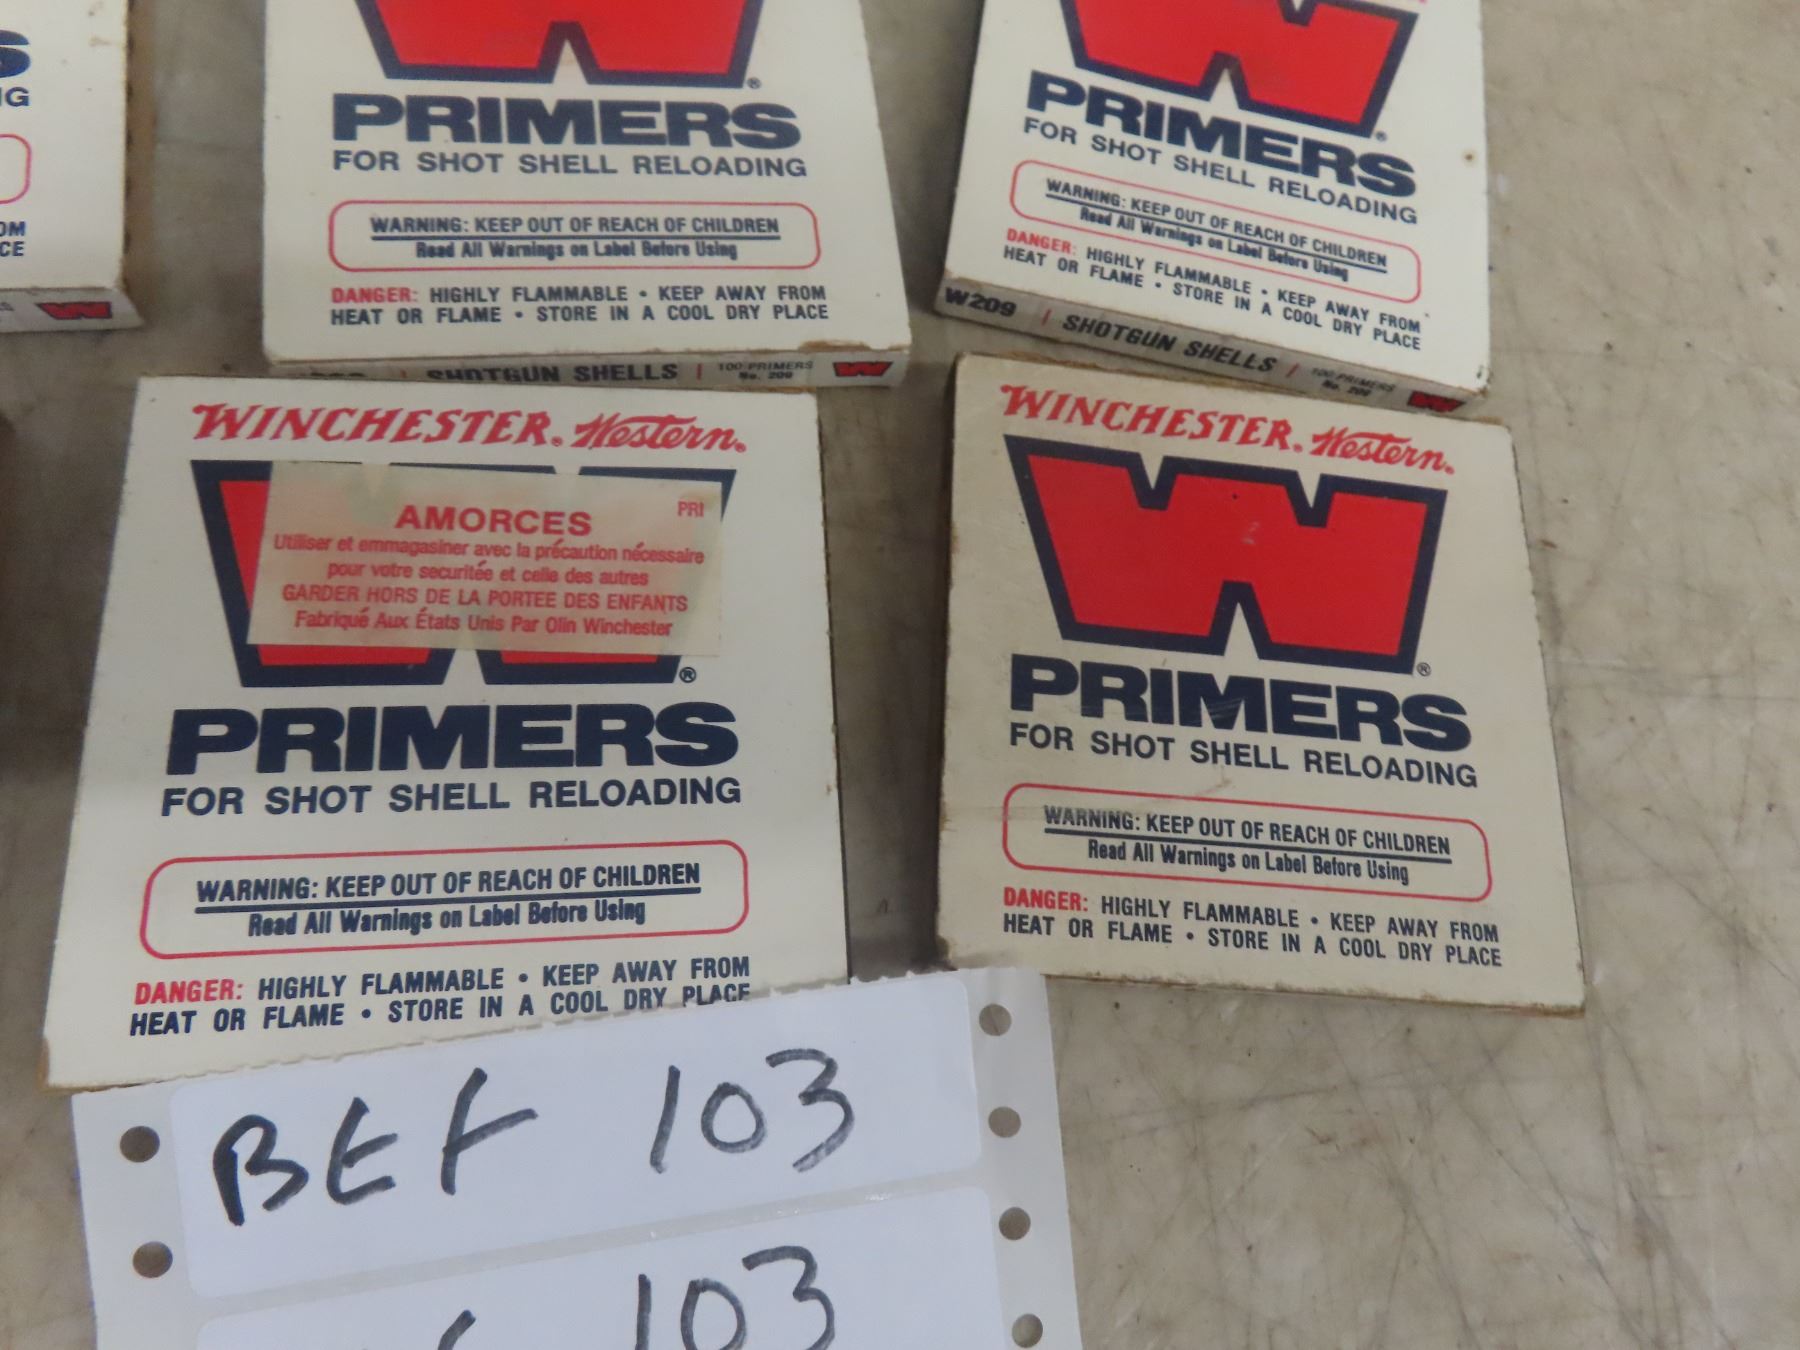 S
IG
OM
CE
PRIMERS
FOR SHOT SHELL RELOADING
WARNING: KEEP OUT OF REACH OF CHILDREN
Read All Warnings on Label Before Using
DANGER: HIGHLY FLAMMABLE • KEEP AWAY FROM
HEAT OR FLAME • STORE IN A COOL DRY PLACE
SHOTGUN SHELLS | 100-PRIMERS
No. 209
W
PRIMERS
FOR SHOT SHELL RELOADING
WARNING: KEEP OUT OF REACH OF CHILDREN
Read All Warnings on Label Before Using
DANGER: HIGHLY FLAMMABLE • KEEP AWAY FROM
HEAT OR FLAME • STORE IN A COOL DRY PLACE
W209 | SHOTGUN SHELLS | 100-PRIMERS
No. 209
W
WINCHESTER® Western®
W
AMORCES PRI
Utiliser et emmagasiner avec la précaution nécessaire
pour votre securitée et celle des autres
GARDER HORS DE LA PORTEE DES ENFANTS
Fabriqué Aux États Unis Par Olin Winchester
PRIMERS
FOR SHOT SHELL RELOADING
WARNING: KEEP OUT OF REACH OF CHILDREN
Read All Warnings on Label Before Using
DANGER: HIGHLY FLAMMABLE • KEEP AWAY FROM
HEAT OR FLAME • STORE IN A COOL DRY PLACE
WINCHESTER® Western®
W
PRIMERS
FOR SHOT SHELL RELOADING
WARNING: KEEP OUT OF REACH OF CHILDREN
Read All Warnings on Label Before Using
DANGER: HIGHLY FLAMMABLE • KEEP AWAY FROM
HEAT OR FLAME • STORE IN A COOL DRY PLACE
BEF 103
103